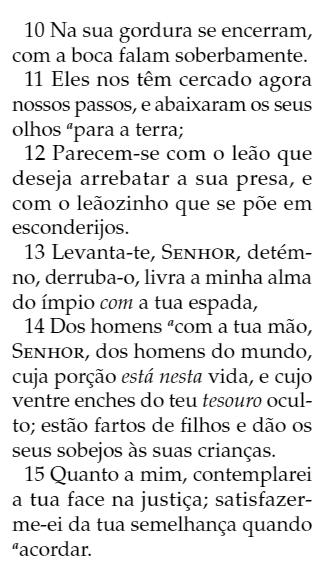 10 Na sua gordura se encerram,
com a boca falam soberbamente.
11 Eles nos têm cercado agora
nossos passos, e abaixaram os seus
olhos ᵃpara a terra;
12 Parecem-se com o leão que
deseja arrebatar a sua presa, e
com o leãozinho que se põe em
esconderijos.
13 Levanta-te, SENHOR, detém-
no, derruba-o, livra a minha alma
do ímpio com a tua espada,
14 Dos homens ᵃcom a tua mão,
SENHOR, dos homens do mundo,
cuja porção está nesta vida, e cujo
ventre enches do teu tesouro ocul-
to; estão fartos de filhos e dão os
seus sobejos às suas crianças.
15 Quanto a mim, contemplarei
a tua face na justiça; satisfazer-
me-ei da tua semelhança quando
ᵃacordar.